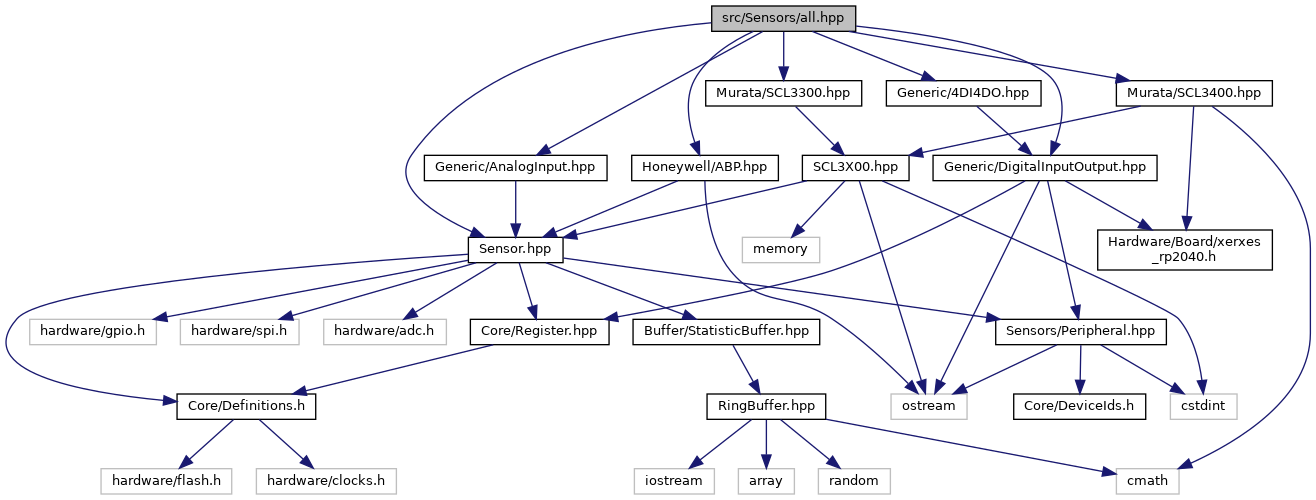 src/Sensors/all.hpp
Murata/SCL3300.hpp
Generic/4DI4DO.hpp
Murata/SCL3400.hpp
Generic/AnalogInput.hpp
Honeywell/ABP.hpp
SCL3X00.hpp
Generic/DigitalInputOutput.hpp
Sensor.hpp
memory
Hardware/Board/xerxes
_rp2040.h
hardware/gpio.h
hardware/spi.h
hardware/adc.h
Core/Register.hpp
Buffer/StatisticBuffer.hpp
Sensors/Peripheral.hpp
Core/Definitions.h
RingBuffer.hpp
ostream
Core/DeviceIds.h
cstdint
hardware/flash.h
hardware/clocks.h
iostream
array
random
cmath